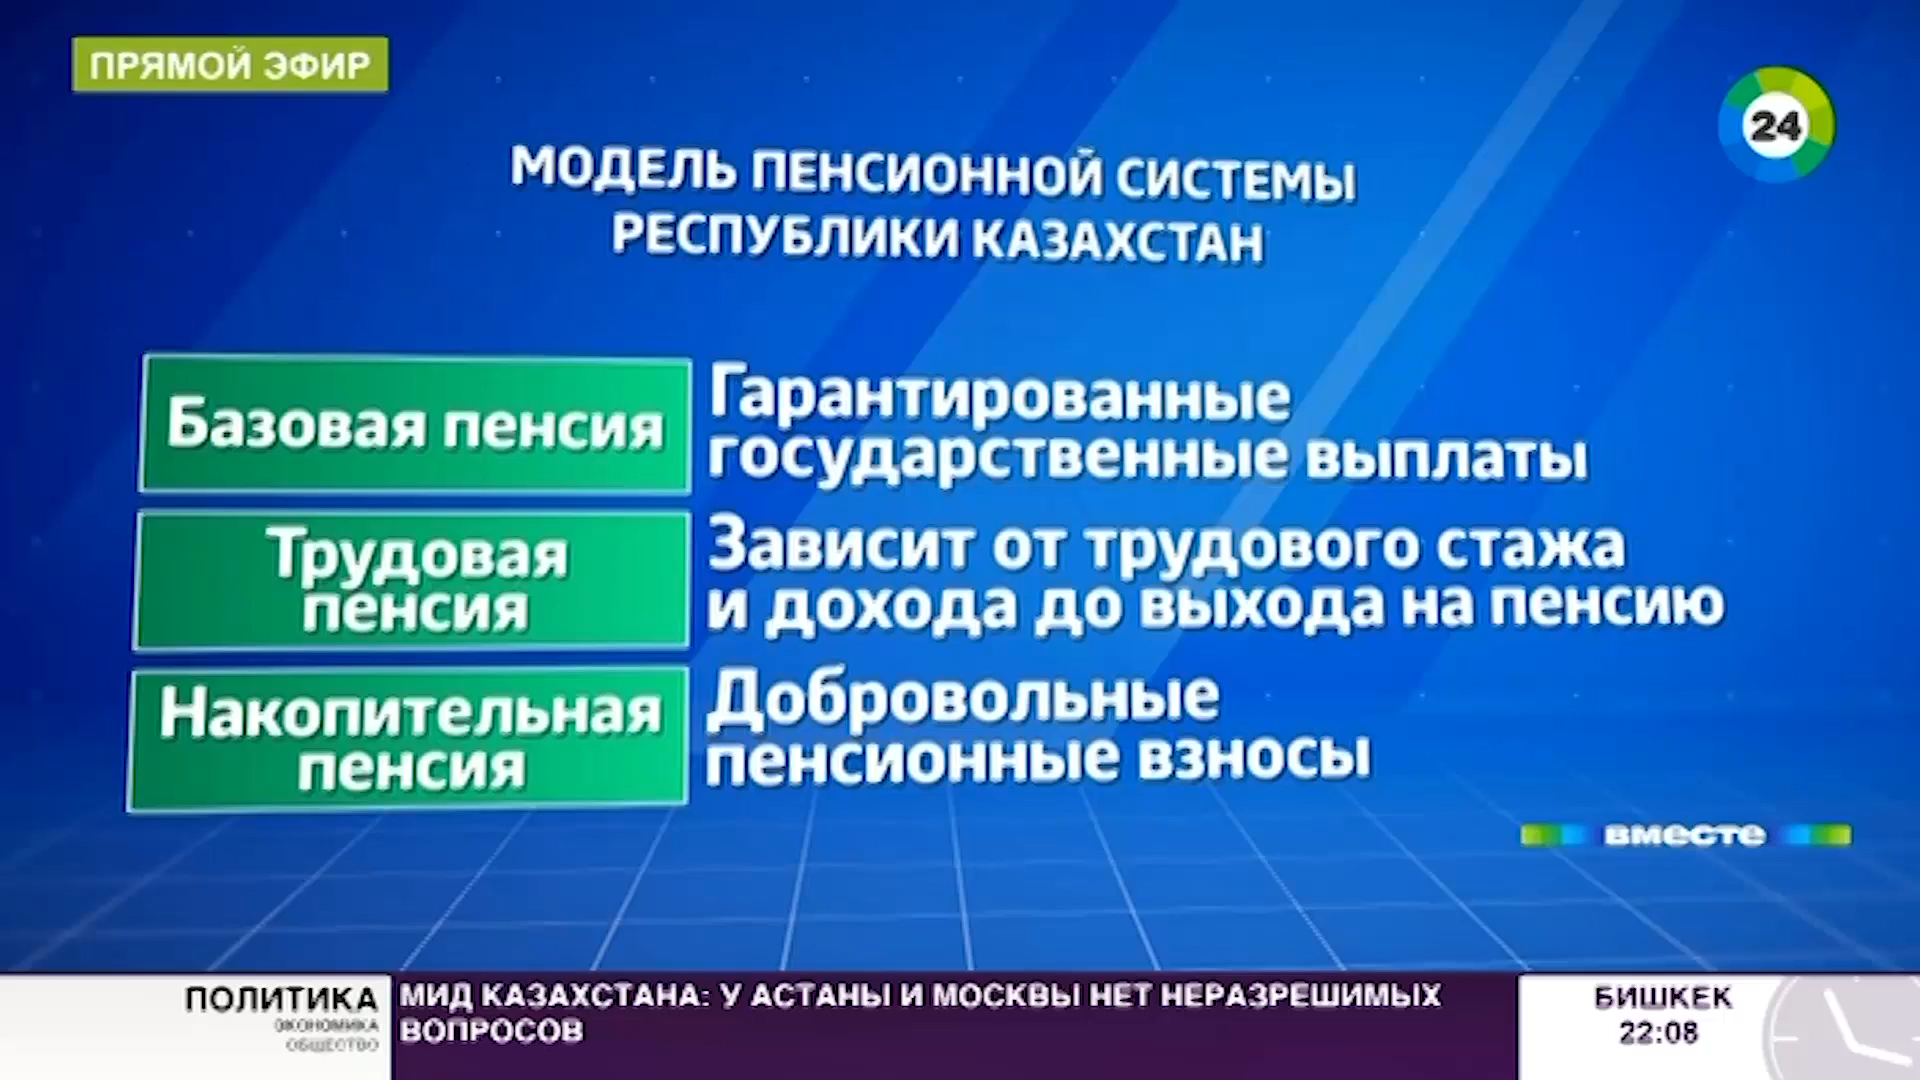 ПРЯМОЙ ЭФИР
24
МОДЕЛЬ ПЕНСИОННОЙ СИСТЕМЫ
РЕСПУБЛИКИ КАЗАХСТАН
Базовая пенсия
Гарантированные
государственные выплаты
Трудовая
пенсия
Зависит от трудового стажа
и дохода до выхода на пенсию
Накопительная
пенсия
Добровольные
пенсионные взносы
вместе
ПОЛИТИКА
ЭКОНОМИКА
ОБЩЕСТВО
МИД КАЗАХСТАНА: У АСТАНЫ И МОСКВЫ НЕТ НЕРАЗРЕШИМЫХ
ВОПРОСОВ
БИШКЕК
22:08